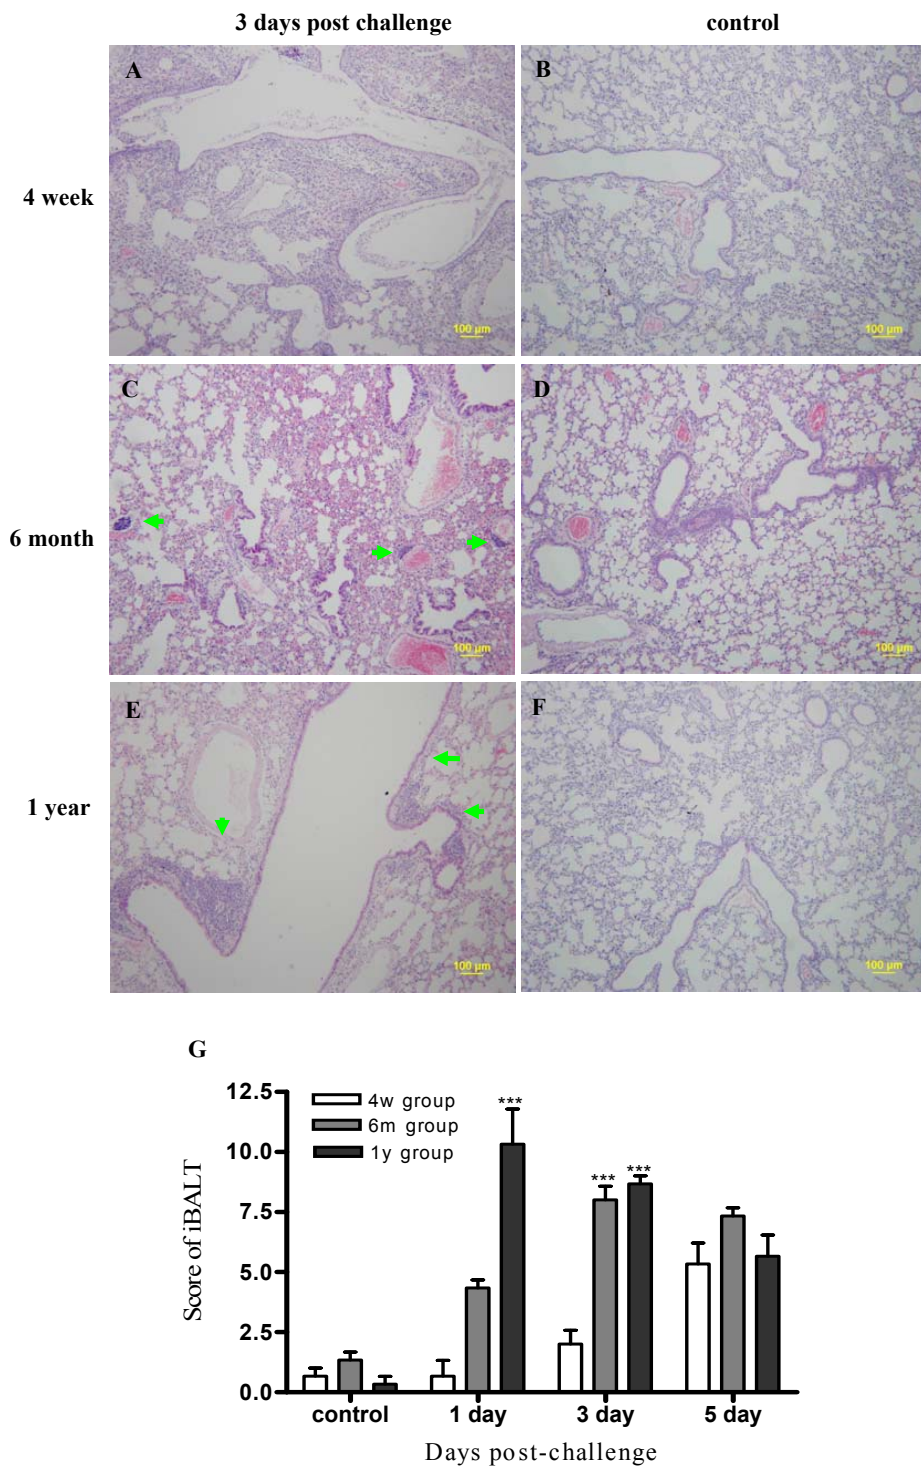 3 days post challenge
control
A
B
4 week
100 µm
100 µm
C
D
6 month
100 µm
100 µm
E
F
1 year
100 µm
100 µm
G
12.5
10.0
7.5
5.0
2.5
0.0
Score of iBALT
4w group
6m group
1y group
***
***
***
control
1 day
3 day
5 day
Days post-challenge